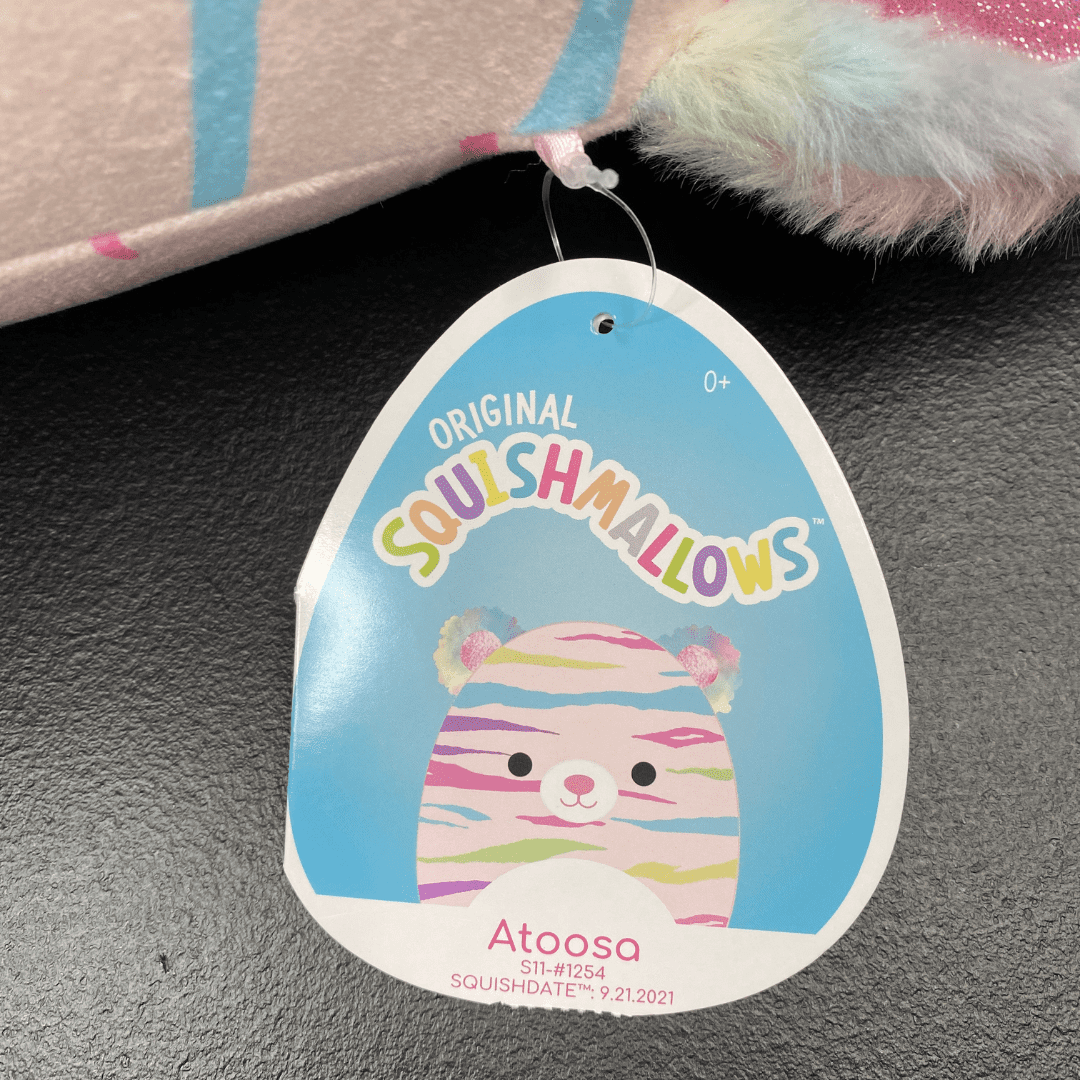 0+
ORIGINAL
SQUISHMALLOWS™
Atoosa
S11-#1254
SQUISHDATE™: 9.21.2021